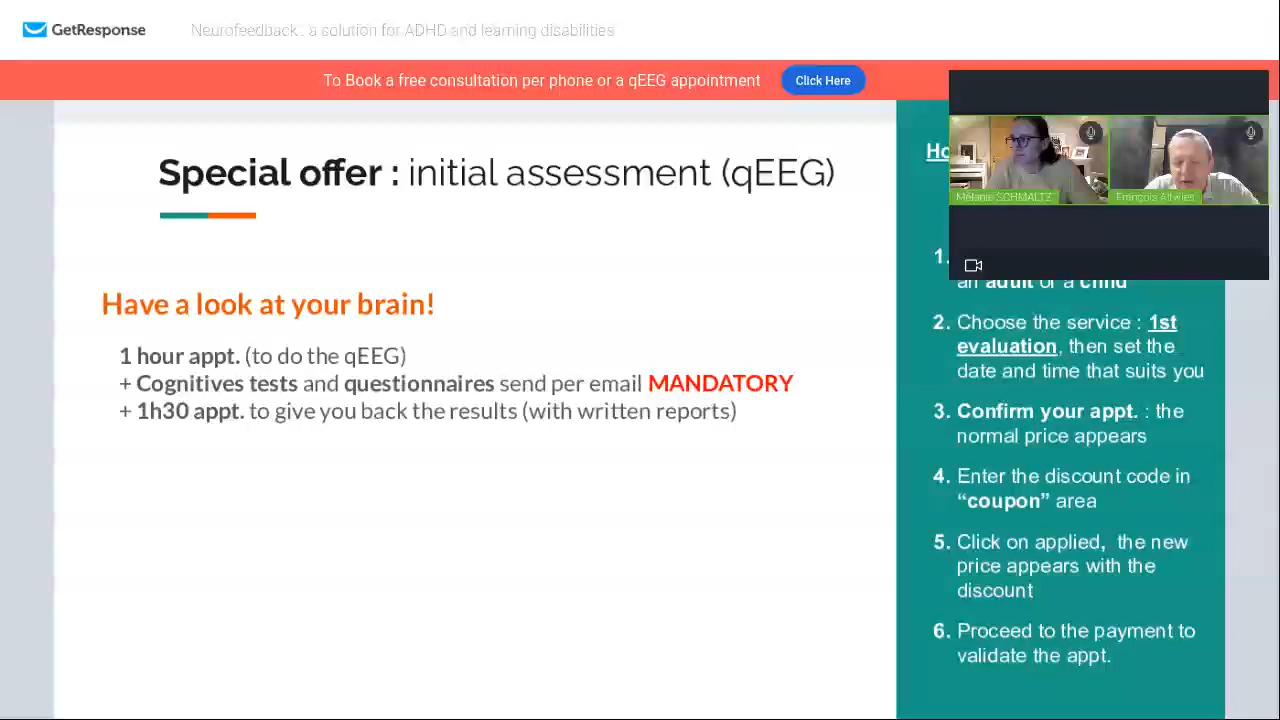 GetResponse
Neurofeedback : a solution for ADHD and learning disabilities
To Book a free consultation per phone or a qEEG appointment
Click Here
Special offer : initial assessment (qEEG)
Have a look at your brain!
1 hour appt. (to do the qEEG)
+ Cognitives tests and questionnaires send per email MANDATORY
+ 1h30 appt. to give you back the results (with written reports)
Mélanie SCHMALTZ
François Altwies
1.
an adult or a child
2. Choose the service : 1st
evaluation, then set the
date and time that suits you
3. Confirm your appt. : the
normal price appears
4. Enter the discount code in
“coupon” area
5. Click on applied, the new
price appears with the
discount
6. Proceed to the payment to
validate the appt.